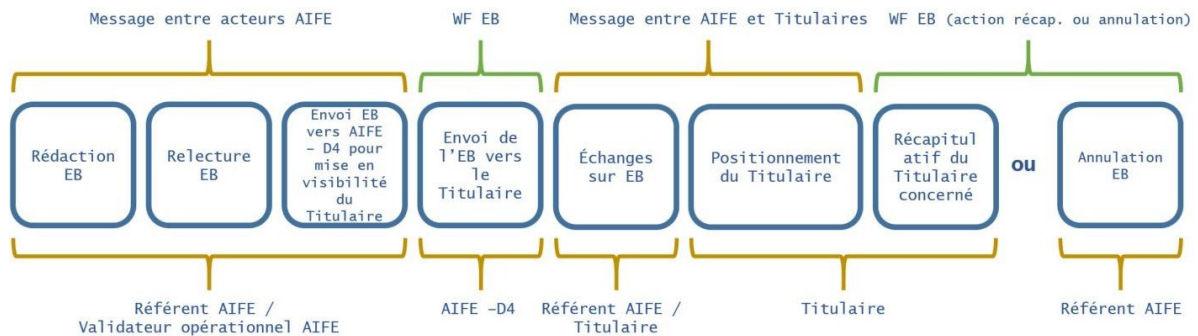 Message entre acteurs AIFE
WF EB
Message entre AIFE et Titulaires
WF EB (action récap. ou annulation)
Rédaction
EB
Relecture
EB
Envoi EB
vers AIFE
– D4 pour
mise en
visibilité
du
Titulaire
Envoi de
l’EB vers
le
Titulaire
Échanges
sur EB
Positionnement
du Titulaire
Récapitul
atif du
Titulaire
concerné
ou
Annulation
EB
Référent AIFE /
Validateur opérationnel AIFE
AIFE –D4
Référent AIFE /
Titulaire
Titulaire
Référent AIFE